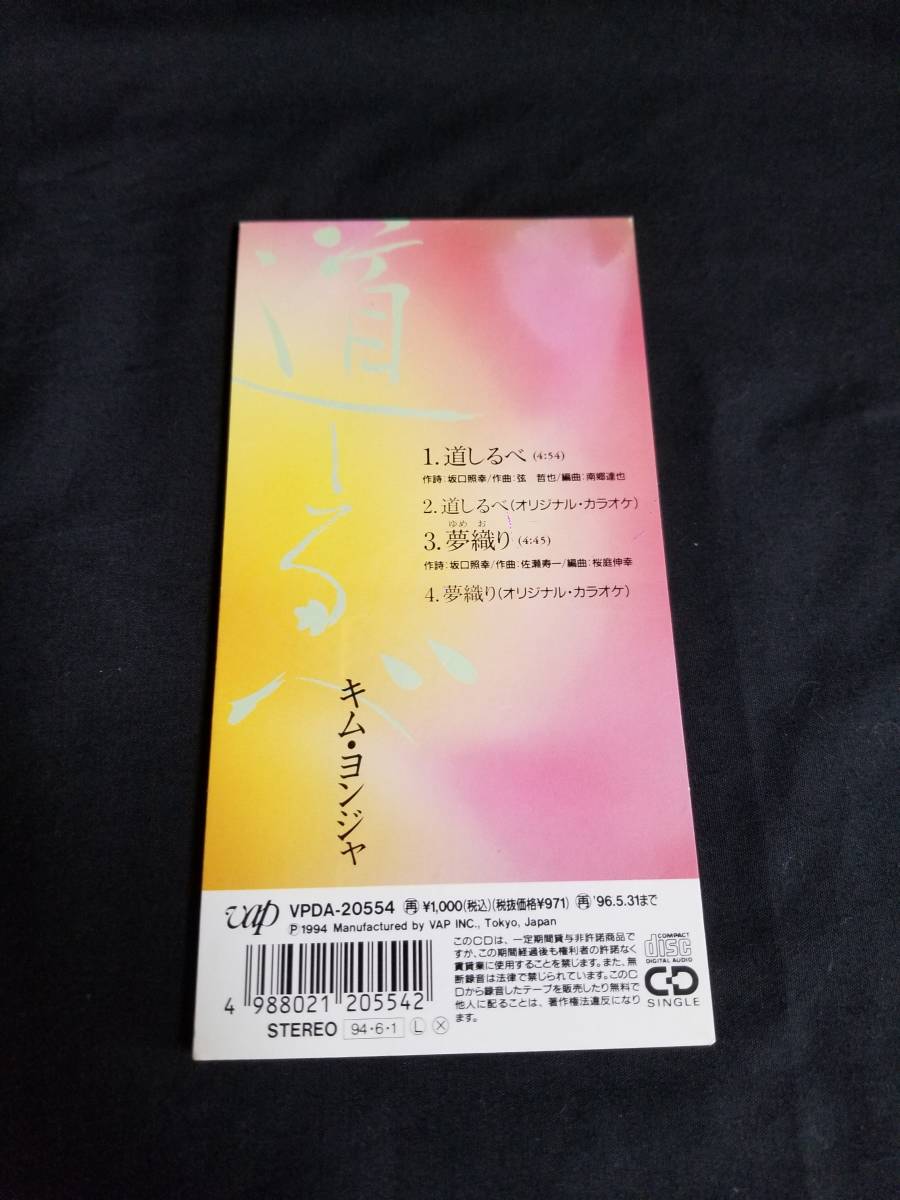 道しるべ
キム・ヨンジャ
1.道しるべ (4:54)
作詩:坂口照幸/作曲:弦 哲也/編曲:南郷達也
2.道しるべ(オリジナル・カラオケ)
ゆめ お
3.夢織り (4:45)
作詩:坂口照幸/作曲:佐瀬寿一/編曲:桜庭伸幸
4.夢織り(オリジナル・カラオケ)
vap VPDA-20554 再 ¥1,000(税込)(税抜価格¥971) 再 '96.5.31まで
Ⓟ1994 Manufactured by VAP INC., Tokyo, Japan
このCDは、一定期間貸与非許諾商品で
すが、この期間経過後も権利者の許諾なく
賃貸業に使用することを禁じます。また、無
断録音は法律で禁じられています。このC
Dから録音したテープを販売したり無料で
他人に配ることは、著作権法違反になり
ます。
COMPACT
disc
DIGITAL AUDIO
CD
SINGLE
4 988021 205542
STEREO 94・6・1 Ⓛ Ⓧ